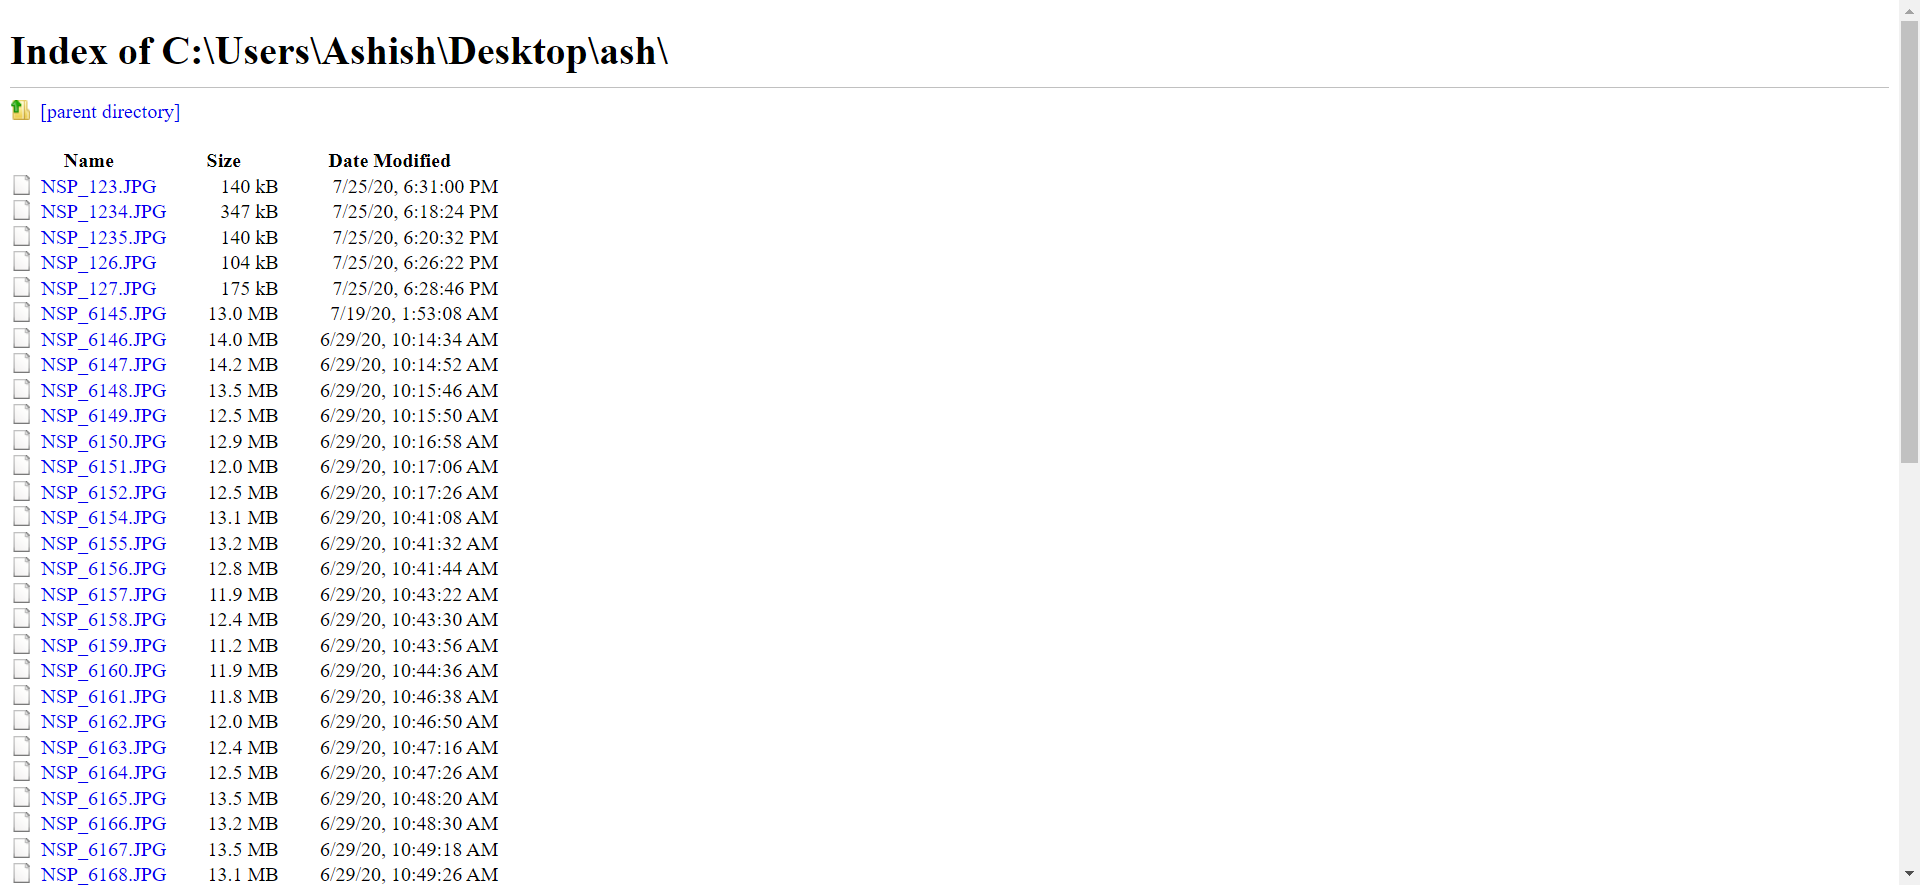 Index of C:\Users\Ashish\Desktop\ash\
[parent directory]
Name Size Date Modified
NSP_123.JPG 140 kB 7/25/20, 6:31:00 PM
NSP_1234.JPG 347 kB 7/25/20, 6:18:24 PM
NSP_1235.JPG 140 kB 7/25/20, 6:20:32 PM
NSP_126.JPG 104 kB 7/25/20, 6:26:22 PM
NSP_127.JPG 175 kB 7/25/20, 6:28:46 PM
NSP_6145.JPG 13.0 MB 7/19/20, 1:53:08 AM
NSP_6146.JPG 14.0 MB 6/29/20, 10:14:34 AM
NSP_6147.JPG 14.2 MB 6/29/20, 10:14:52 AM
NSP_6148.JPG 13.5 MB 6/29/20, 10:15:46 AM
NSP_6149.JPG 12.5 MB 6/29/20, 10:15:50 AM
NSP_6150.JPG 12.9 MB 6/29/20, 10:16:58 AM
NSP_6151.JPG 12.0 MB 6/29/20, 10:17:06 AM
NSP_6152.JPG 12.5 MB 6/29/20, 10:17:26 AM
NSP_6154.JPG 13.1 MB 6/29/20, 10:41:08 AM
NSP_6155.JPG 13.2 MB 6/29/20, 10:41:32 AM
NSP_6156.JPG 12.8 MB 6/29/20, 10:41:44 AM
NSP_6157.JPG 11.9 MB 6/29/20, 10:43:22 AM
NSP_6158.JPG 12.4 MB 6/29/20, 10:43:30 AM
NSP_6159.JPG 11.2 MB 6/29/20, 10:43:56 AM
NSP_6160.JPG 11.9 MB 6/29/20, 10:44:36 AM
NSP_6161.JPG 11.8 MB 6/29/20, 10:46:38 AM
NSP_6162.JPG 12.0 MB 6/29/20, 10:46:50 AM
NSP_6163.JPG 12.4 MB 6/29/20, 10:47:16 AM
NSP_6164.JPG 12.5 MB 6/29/20, 10:47:26 AM
NSP_6165.JPG 13.5 MB 6/29/20, 10:48:20 AM
NSP_6166.JPG 13.2 MB 6/29/20, 10:48:30 AM
NSP_6167.JPG 13.5 MB 6/29/20, 10:49:18 AM
NSP_6168.JPG 13.1 MB 6/29/20, 10:49:26 AM